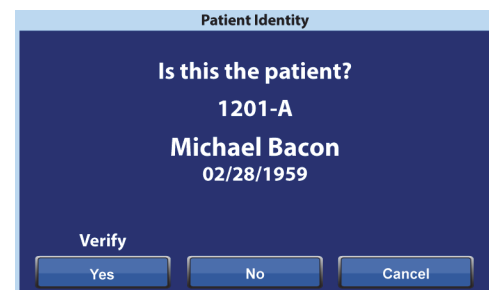 Patient Identity
Is this the patient?
1201-A
Michael Bacon
02/28/1959
Verify
Yes No Cancel